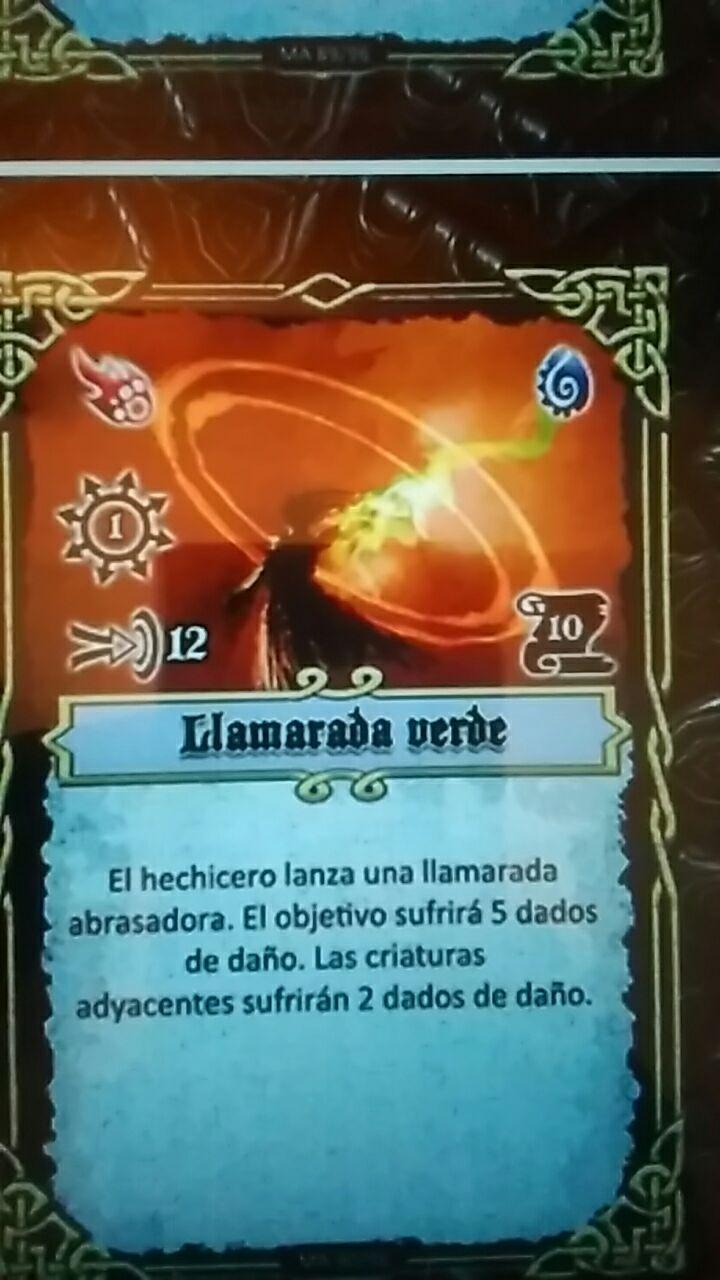 1
12
10
Llamarada verde
El hechicero lanza una llamarada
abrasadora. El objetivo sufrirá 5 dados
de daño. Las criaturas
adyacentes sufrirán 2 dados de daño.